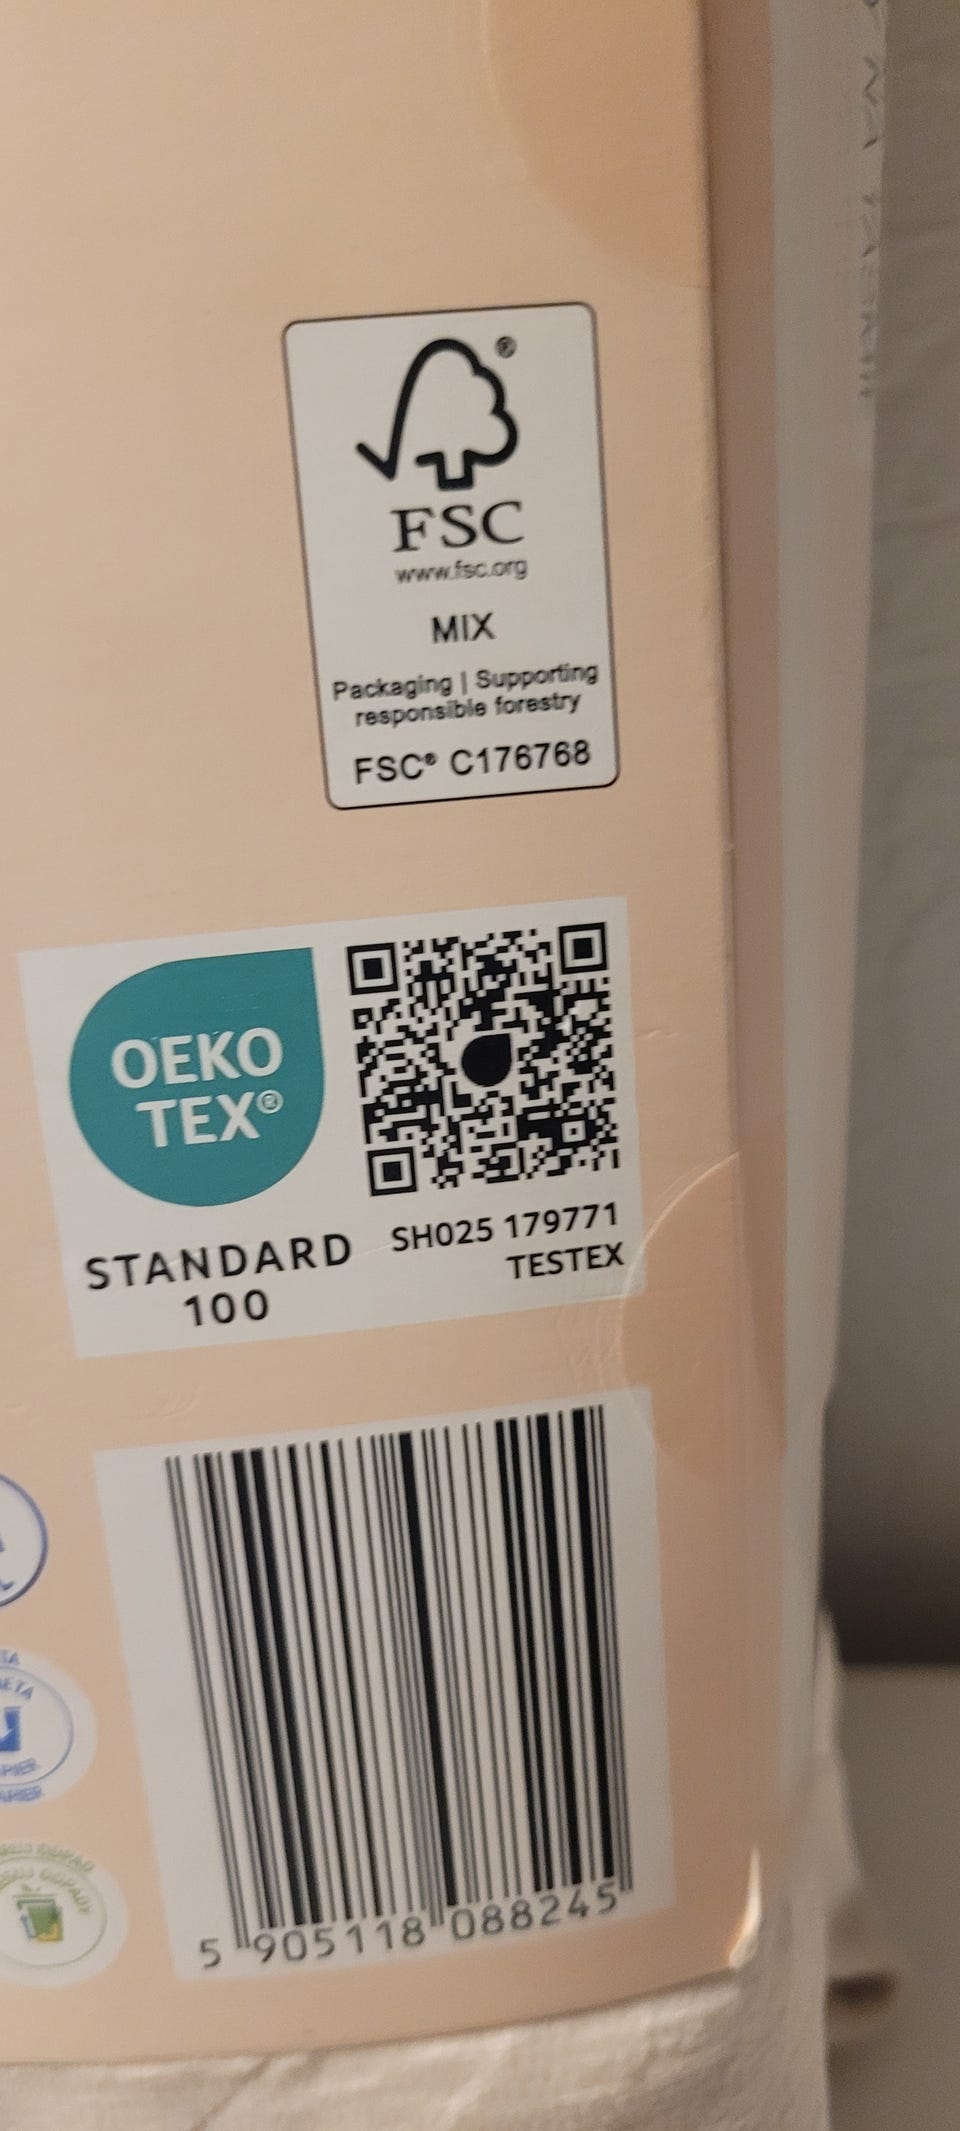 FSC
www.fsc.org
MIX
Packaging | Supporting
responsible forestry
FSC® C176768
OEKO
TEX®
STANDARD
100
SH025 179771
TESTEX
5 905118 088245